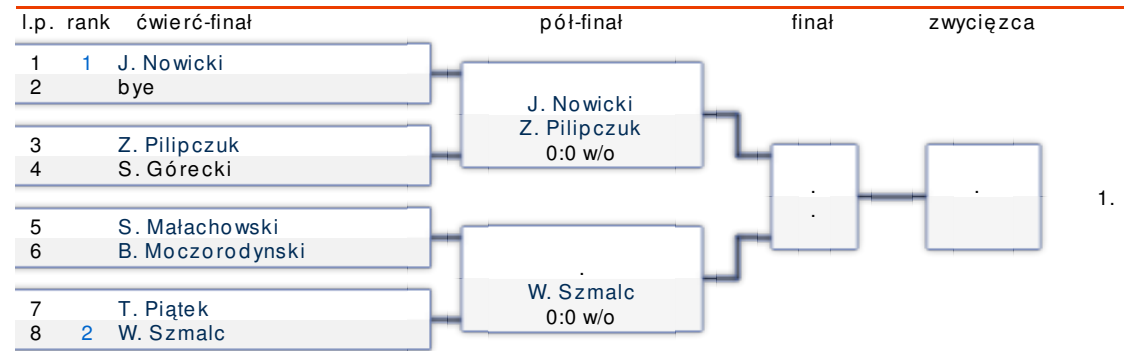 l.p. rank ćwierć-finał pół-finał finał zwycięzca
1 1 J. Nowicki
2 bye
J. Nowicki
Z. Pilipczuk
0:0 w/o
3 Z. Pilipczuk
4 S. Górecki
.
.
.
1.
5 S. Małachowski
6 B. Moczorodynski
.
W. Szmalc
0:0 w/o
7 T. Piątek
8 2 W. Szmalc